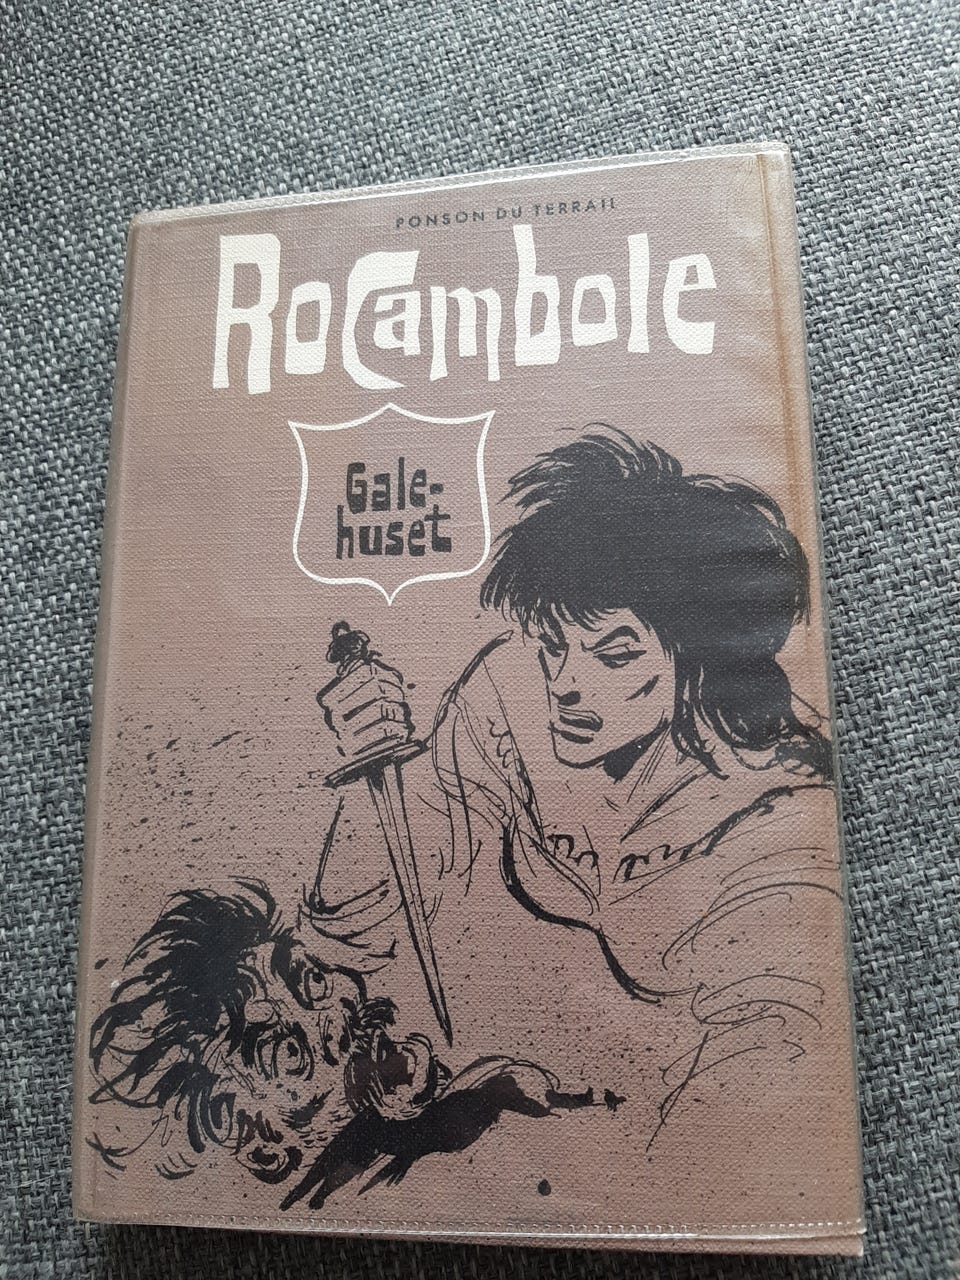 PONSON DU TERRAIL
Rocambole
Gale-
huset